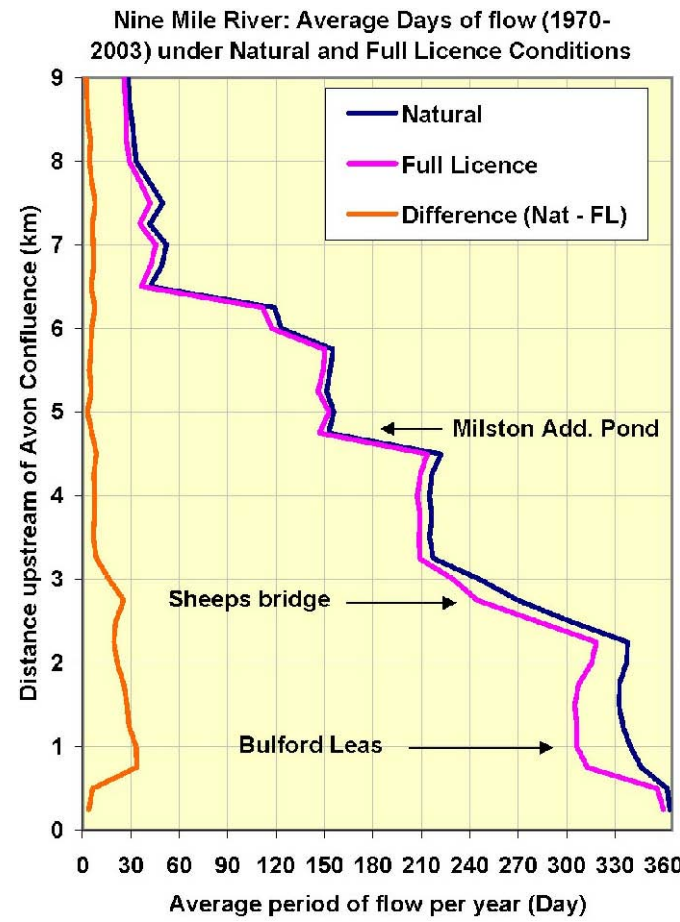 Nine Mile River: Average Days of flow (1970-
2003) under Natural and Full Licence Conditions
Distance upstream of Avon Confluence (km)
9
8
7
6
5
4
3
2
1
0
Natural
Full Licence
Difference (Nat - FL)
Milston Add. Pond
Sheeps bridge
Bulford Leas
0 30 60 90 120 150 180 210 240 270 300 330 360
Average period of flow per year (Day)